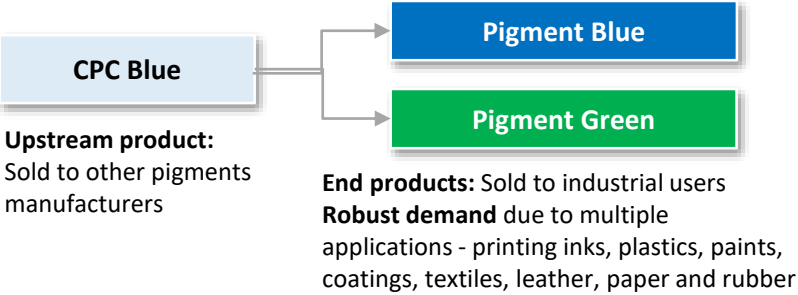 CPC Blue
Pigment Blue
Pigment Green
Upstream product:
Sold to other pigments
manufacturers
End products: Sold to industrial users
Robust demand due to multiple
applications - printing inks, plastics, paints,
coatings, textiles, leather, paper and rubber